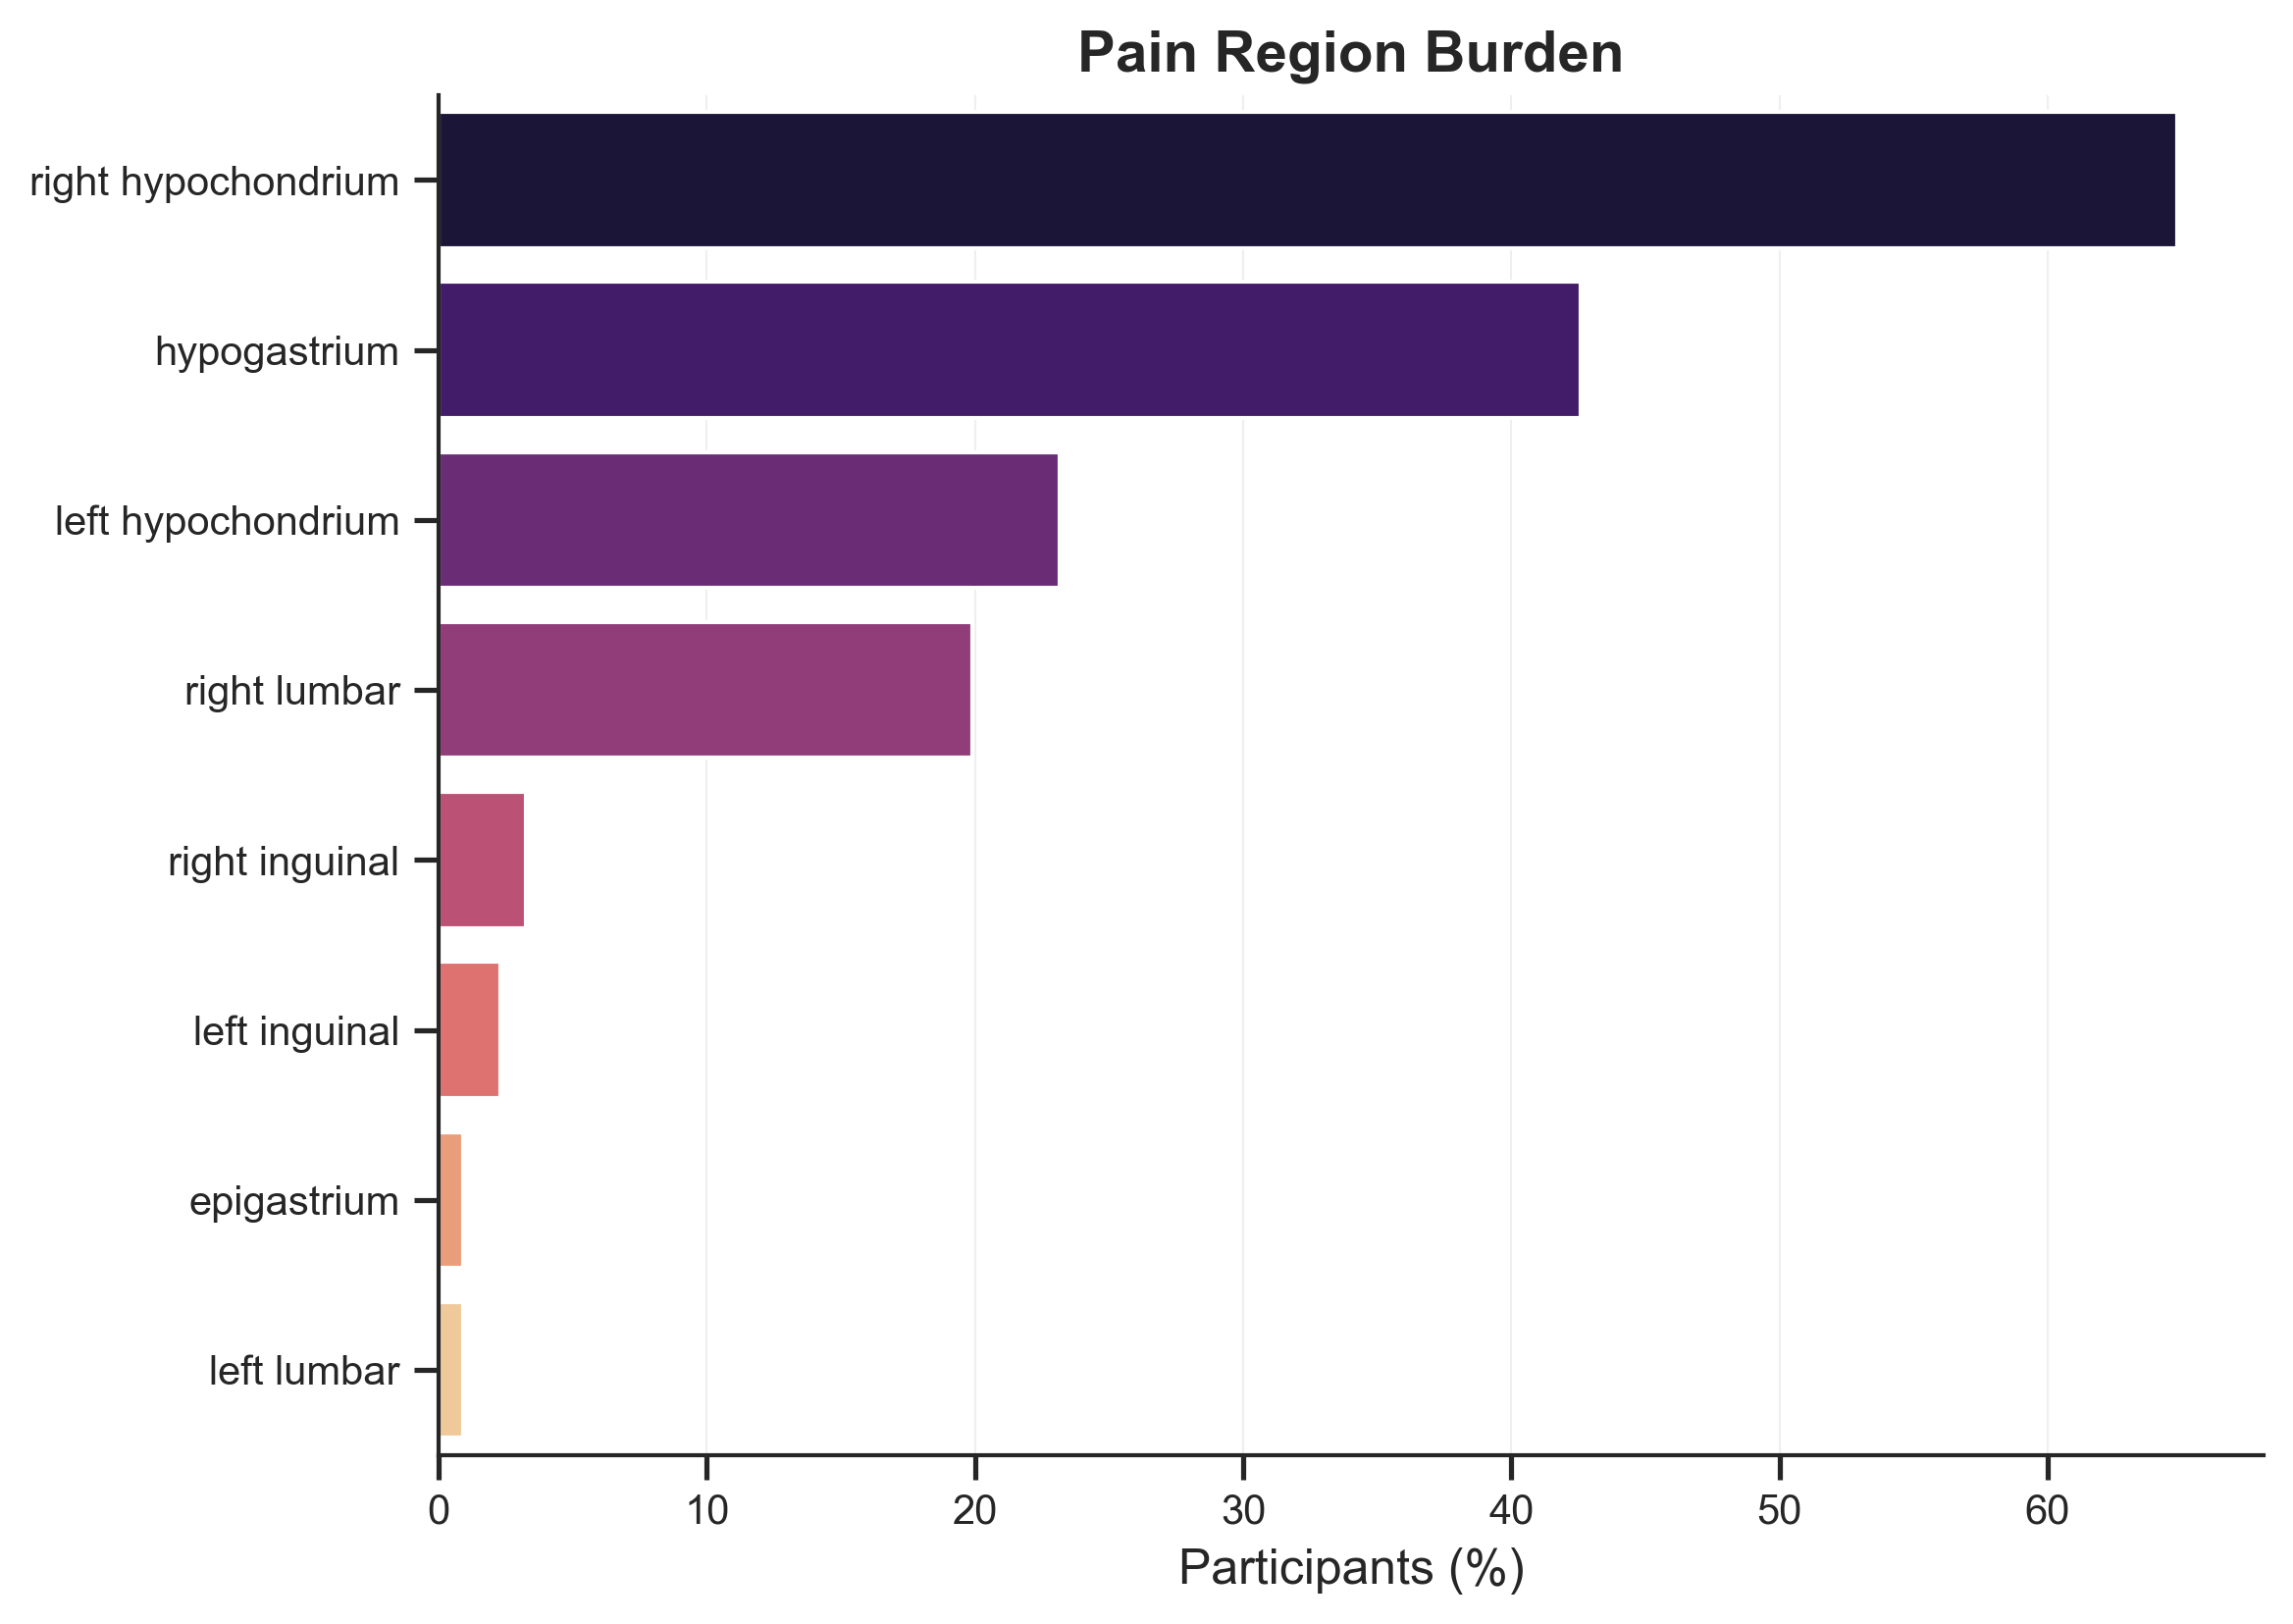 Pain Region Burden
right hypochondrium
hypogastrium
left hypochondrium
right lumbar
right inguinal
left inguinal
epigastrium
left lumbar
0 10 20 30 40 50 60
Participants (%)